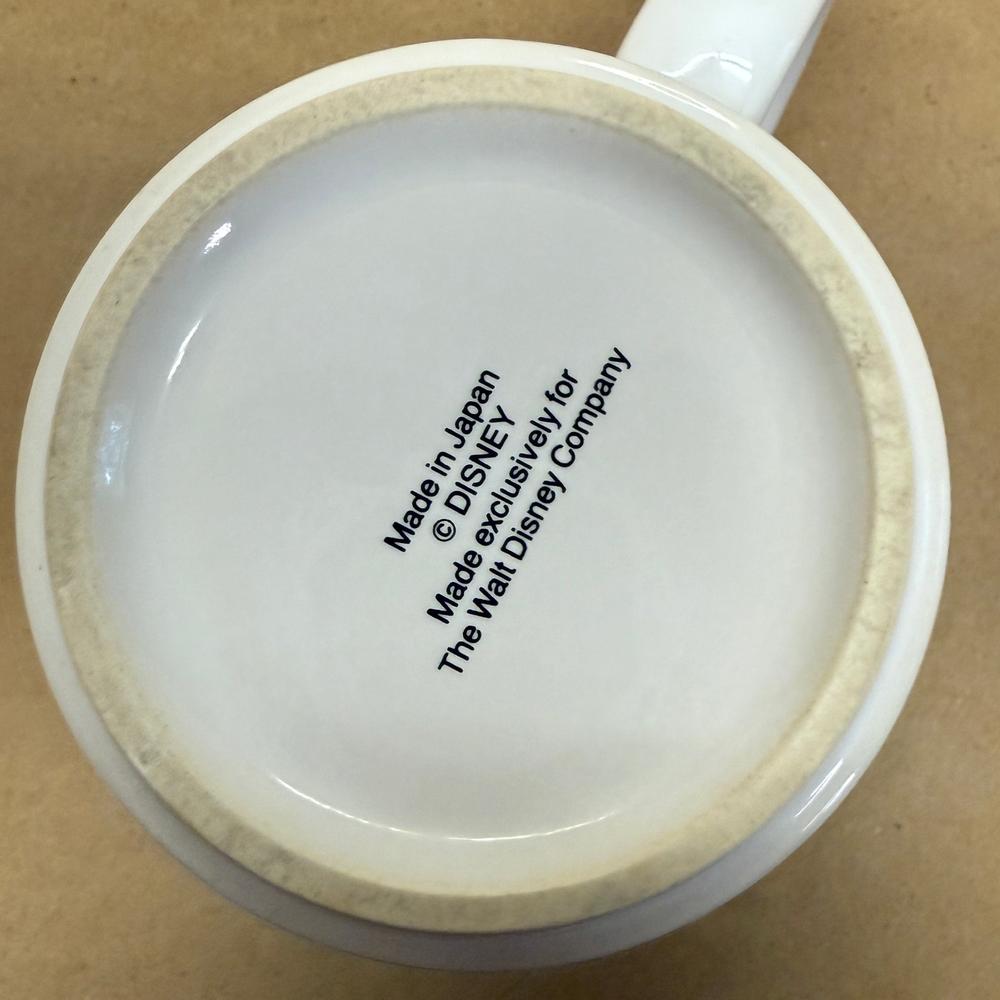 Made in Japan
© DISNEY
Made exclusively for
The Walt Disney Company